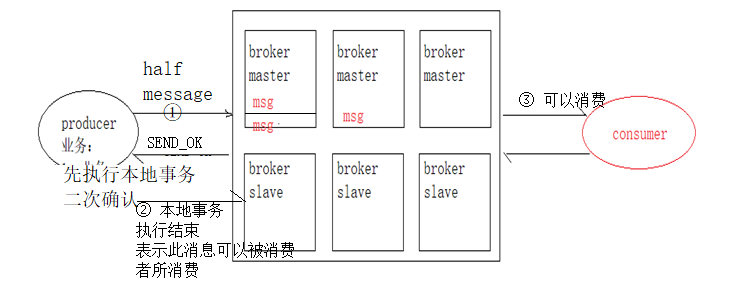 half
message
①
producer
业务：
先执行本地事务
二次确认
SEND_OK
② 本地事务
执行结束
表示此消息可以被消费
者所消费
broker
master
msg
msg
broker
master
msg
broker
master
broker
slave
broker
slave
broker
slave
③ 可以消费
consumer